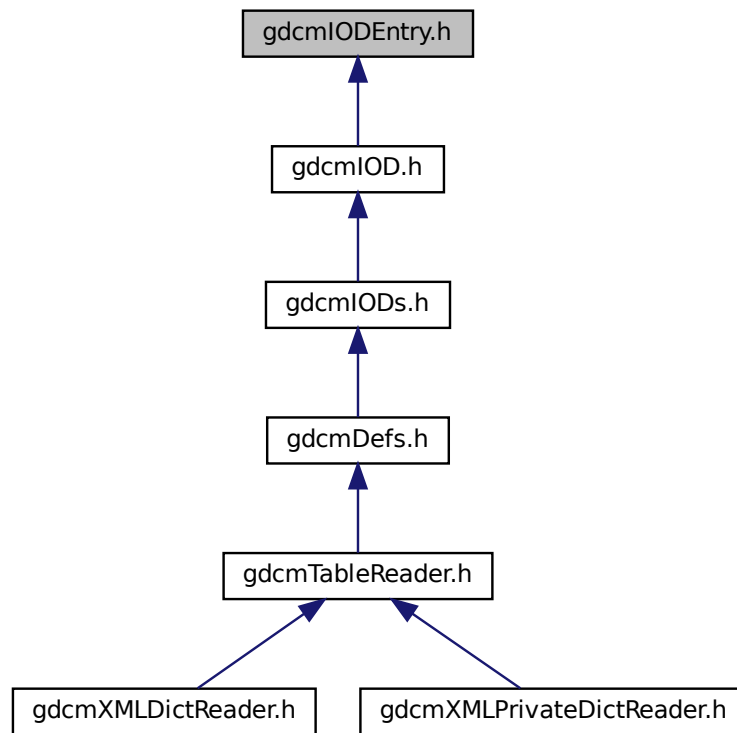 gdcmIODEntry.h
gdcmIOD.h
gdcmIODs.h
gdcmDefs.h
gdcmTableReader.h
gdcmXMLDictReader.h
gdcmXMLPrivateDictReader.h